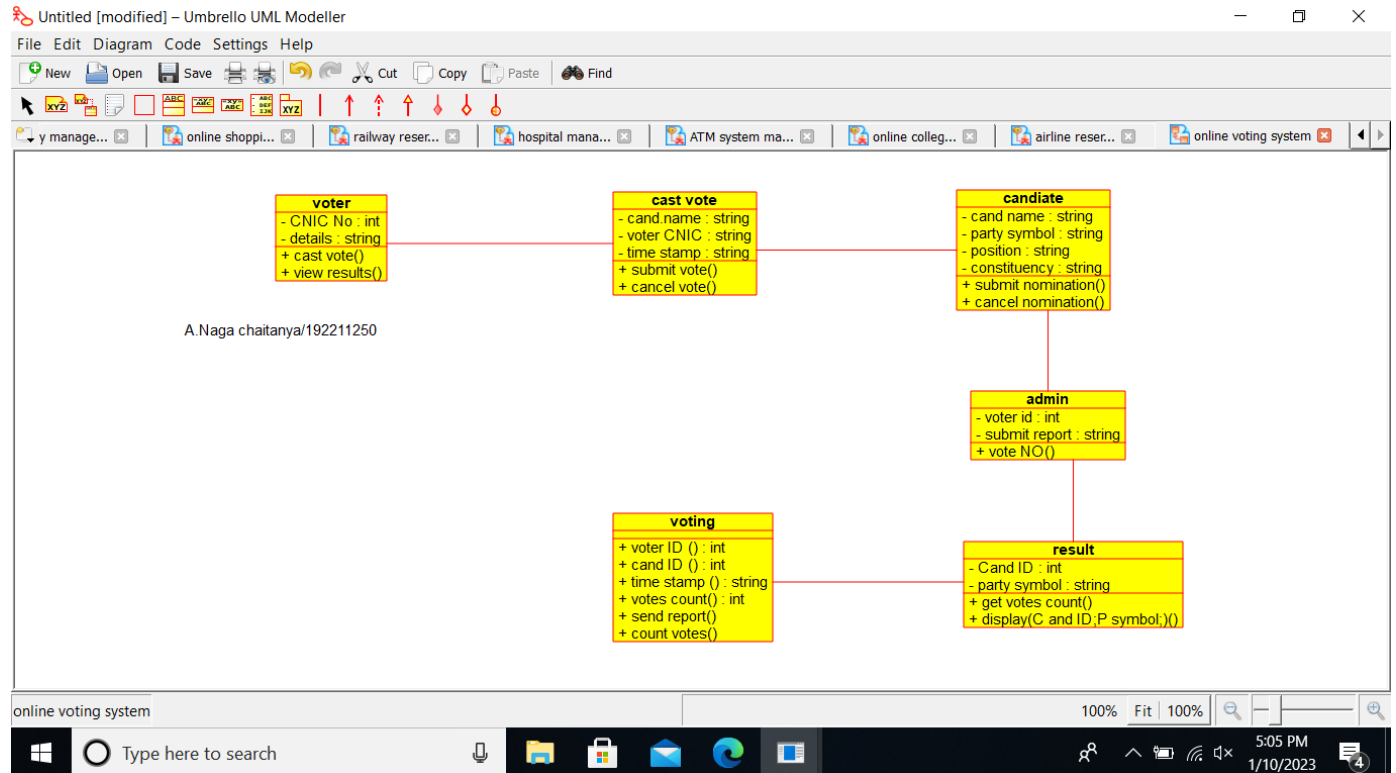 Untitled [modified] – Umbrello UML Modeller
File Edit Diagram Code Settings Help
New Open Save Cut Copy Paste Find
y manage... online shoppi... railway reser... hospital mana... ATM system ma... online colleg... airline reser... online voting system
voter
- CNIC No : int
- details : string
+ cast vote()
+ view results()
cast vote
- cand.name : string
- voter CNIC : string
- time stamp : string
+ submit vote()
+ cancel vote()
candiate
- cand name : string
- party symbol : string
- position : string
- constituency : string
+ submit nomination()
+ cancel nomination()
A.Naga chaitanya/192211250
admin
- voter id : int
- submit report : string
+ vote NO()
voting
+ voter ID () : int
+ cand ID () : int
+ time stamp () : string
+ votes count() : int
+ send report()
+ count votes()
result
- Cand ID : int
- party symbol : string
+ get votes count()
+ display(C and ID;P symbol;)()
online voting system 100% Fit 100%
Type here to search
5:05 PM
1/10/2023
4